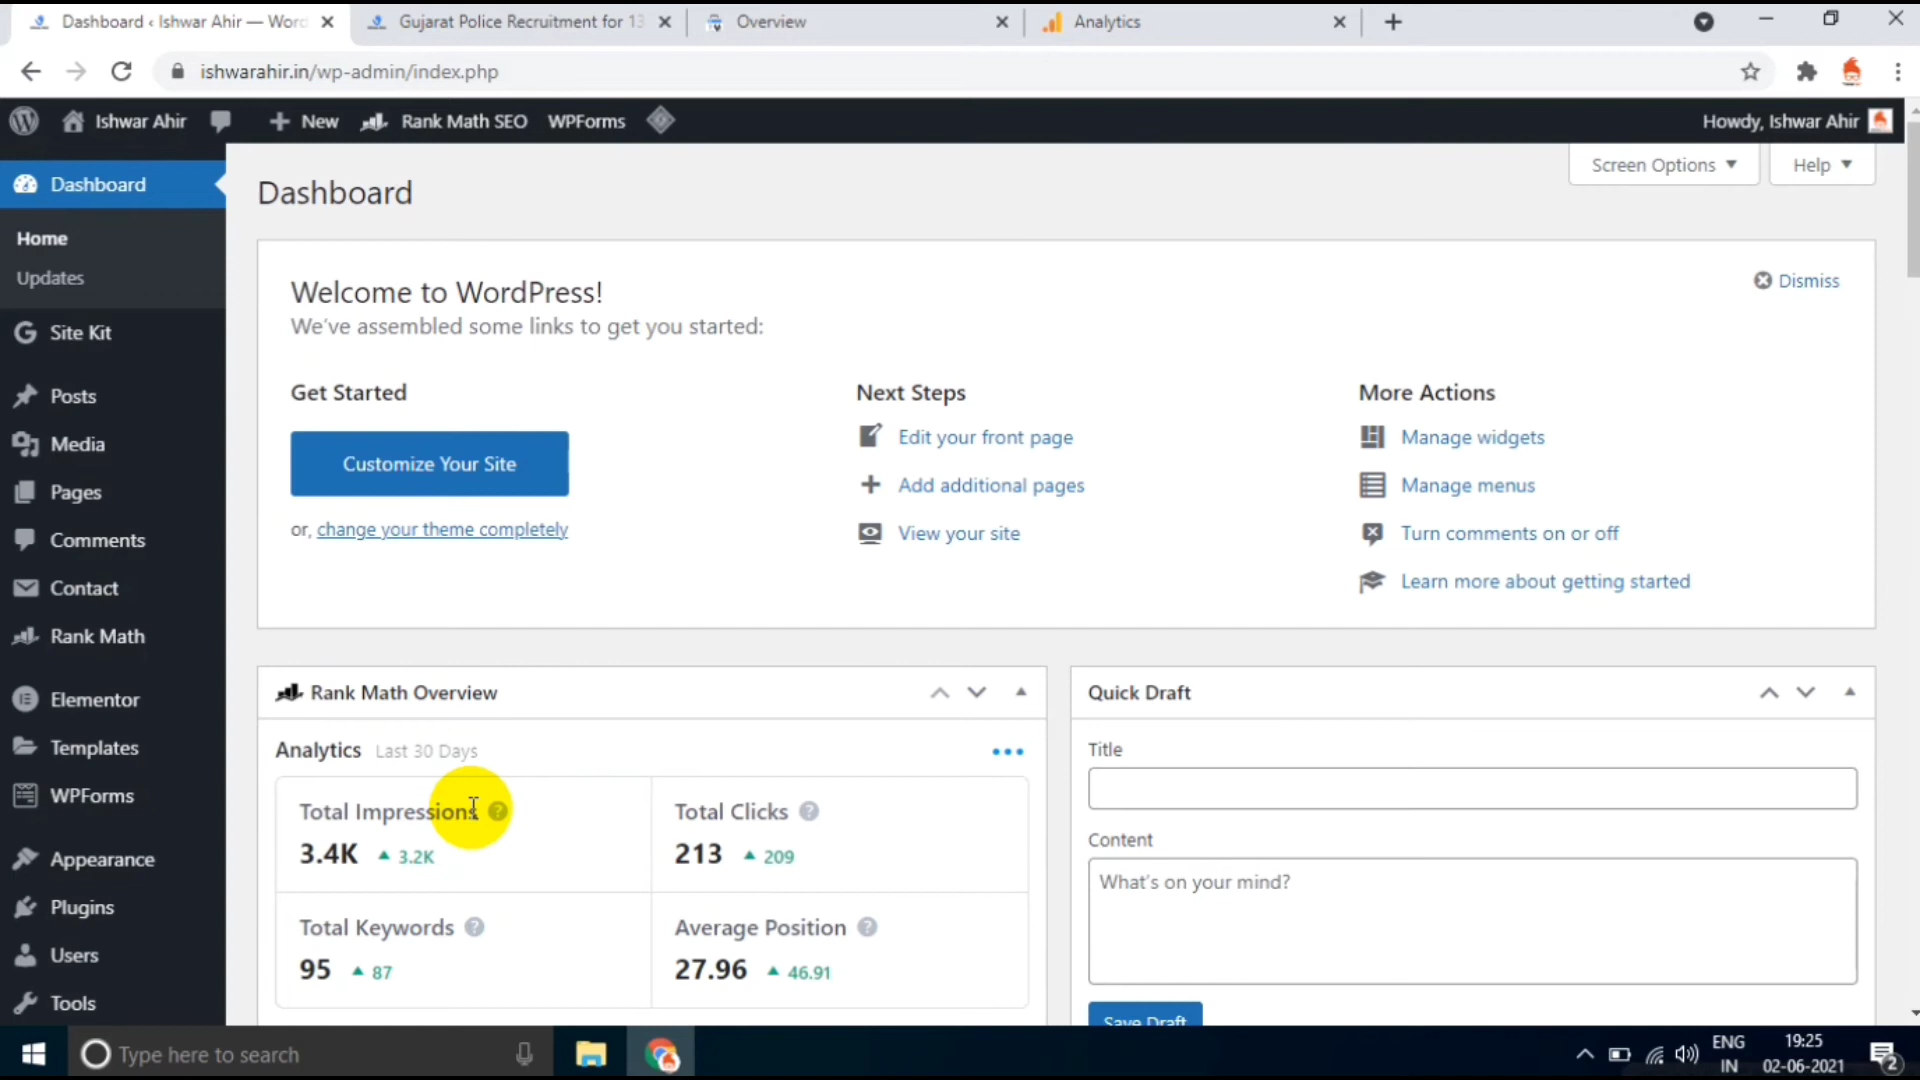 Dashboard ‹ Ishwar Ahir — Word
Gujarat Police Recruitment for 13
Overview
Analytics
ishwarahir.in/wp-admin/index.php
Ishwar Ahir
New
Rank Math SEO
WPForms
Howdy, Ishwar Ahir
Dashboard
Home
Updates
Site Kit
Posts
Media
Pages
Comments
Contact
Rank Math
Elementor
Templates
WPForms
Appearance
Plugins
Users
Tools
Screen Options
Help
Dashboard
Welcome to WordPress!
We've assembled some links to get you started:
Dismiss
Get Started
Customize Your Site
or, change your theme completely
Next Steps
Edit your front page
Add additional pages
View your site
More Actions
Manage widgets
Manage menus
Turn comments on or off
Learn more about getting started
Rank Math Overview
Analytics Last 30 Days
Total Impressions
3.4K 3.2K
Total Clicks
213 209
Total Keywords
95 87
Average Position
27.96 46.91
Quick Draft
Title
Content
What's on your mind?
Save Draft
Type here to search
ENG
IN
19:25
02-06-2021
2